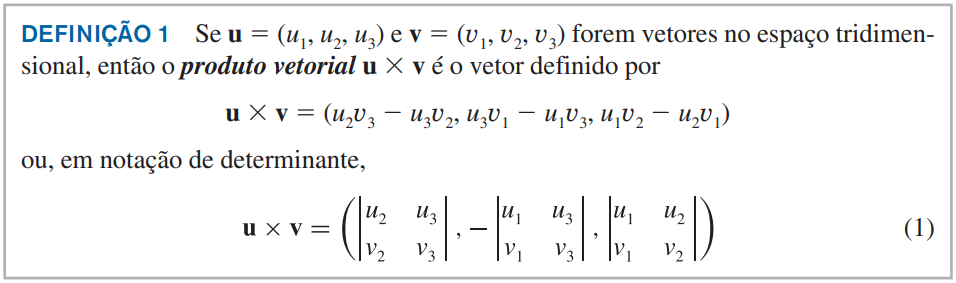 DEFINIÇÃO 1 Se u = (u₁, u₂, u₃) e v = (v₁, v₂, v₃) forem vetores no espaço tridimen-
sional, então o produto vetorial u × v é o vetor definido por
u × v = (u₂v₃ − u₃v₂, u₃v₁ − u₁v₃, u₁v₂ − u₂v₁)
ou, em notação de determinante,
u × v = (|u₂ u₃; v₂ v₃|, −|u₁ u₃; v₁ v₃|, |u₁ u₂; v₁ v₂|) (1)